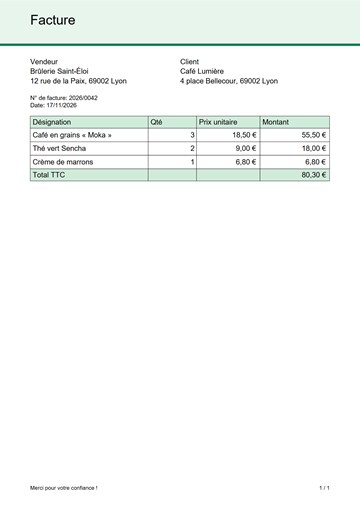 Facture
Vendeur
Brûlerie Saint-Éloi
12 rue de la Paix, 69002 Lyon
Client
Café Lumière
4 place Bellecour, 69002 Lyon
N° de facture: 2026/0042
Date: 17/11/2026
Désignation Qté Prix unitaire Montant
Café en grains « Moka » 3 18,50 € 55,50 €
Thé vert Sencha 2 9,00 € 18,00 €
Crème de marrons 1 6,80 € 6,80 €
Total TTC 80,30 €
Merci pour votre confiance ! 1 / 1